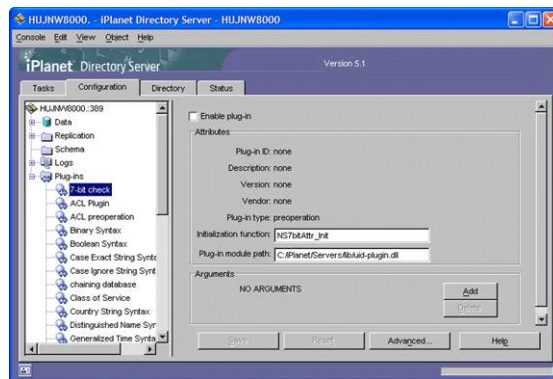 HUJNW8000. - iPlanet Directory Server - HUJNW8000
Console Edit View Object Help
iPlanet Directory Server
Version 5.1
Tasks Configuration Directory Status
HUJNW8000.:389
Data
Replication
Schema
Logs
Plug-ins
7-bit check
ACL Plugin
ACL preoperation
Binary Syntax
Boolean Syntax
Case Exact String Synta
Case Ignore String Synt
chaining database
Class of Service
Country String Syntax
Distinguished Name Syr
Generalized Time Synta
Enable plug-in
Attributes
Plug-in ID: none
Description: none
Version: none
Vendor: none
Plug-in type: preoperation
Initialization function: NS7bitAttr_Init
Plug-in module path: C:/iPlanet/Servers/lib/uid-plugin.dll
Arguments
NO ARGUMENTS
Add
Delete
Save Reset Advanced... Help